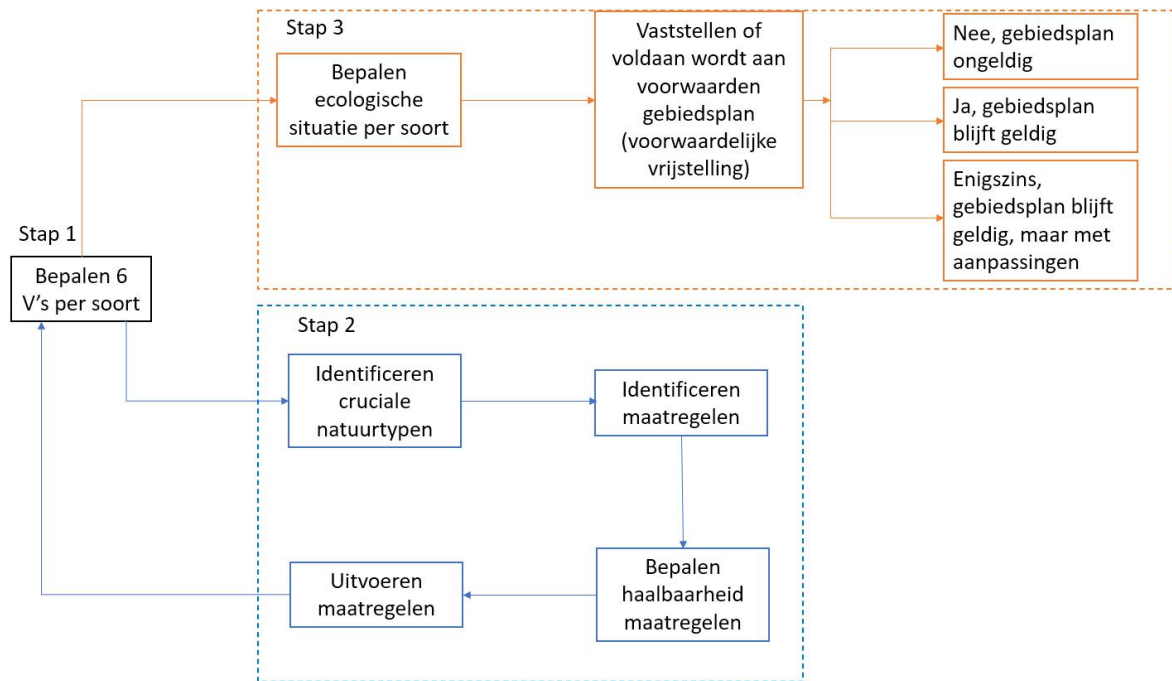 Stap 3
Bepalen
ecologische
situatie per soort
Vaststellen of
voldaan wordt aan
voorwaarden
gebiedsplan
(voorwaardelijke
vrijstelling)
Nee, gebiedsplan
ongeldig
Ja, gebiedsplan
blijft geldig
Enigszins,
gebiedsplan blijft
geldig, maar met
aanpassingen
Stap 1
Bepalen 6
V’s per soort
Stap 2
Identificeren
cruciale
natuurtypen
Identificeren
maatregelen
Uitvoeren
maatregelen
Bepalen
haalbaarheid
maatregelen